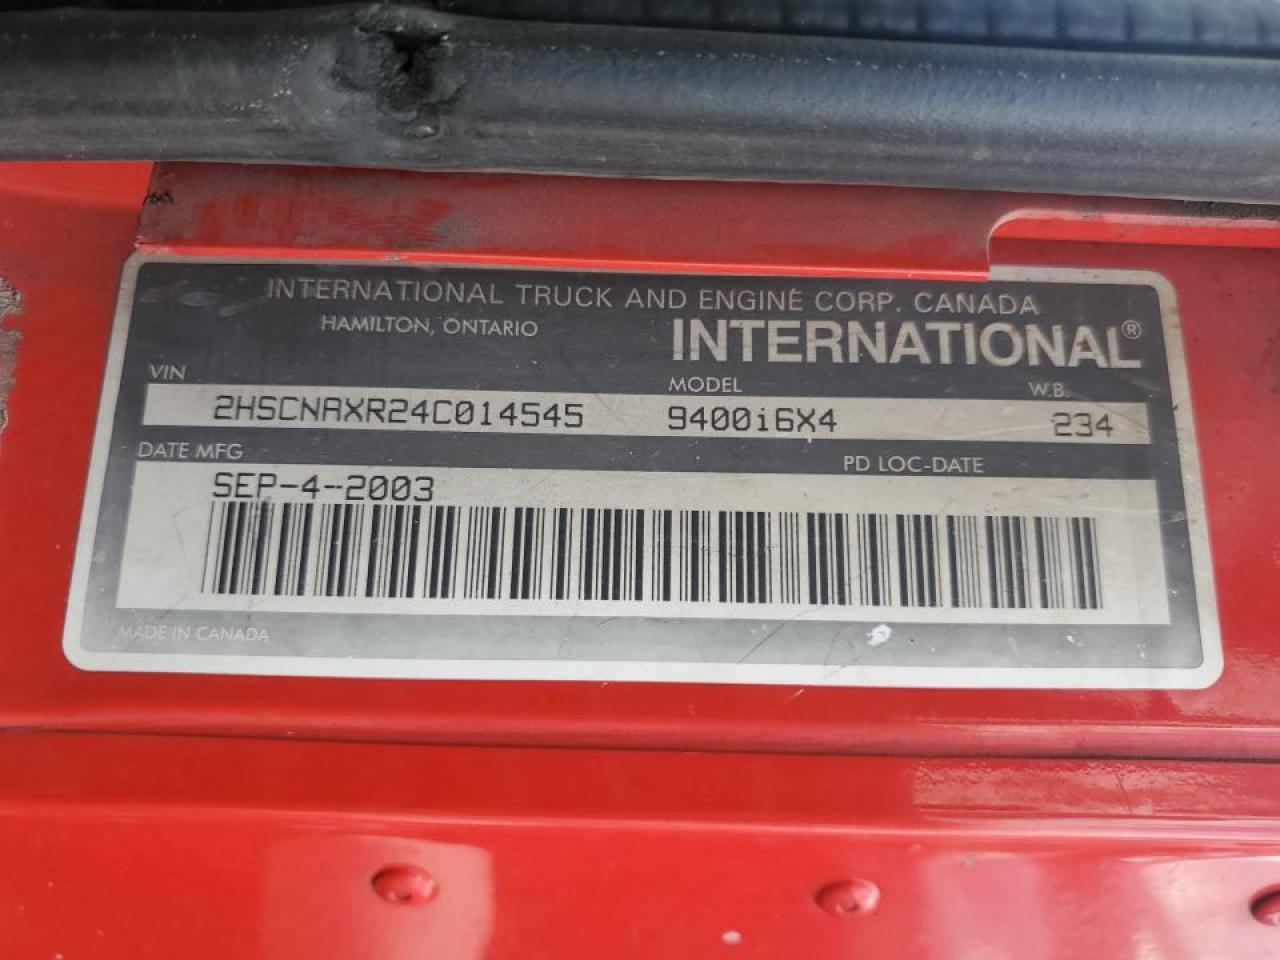 INTERNATIONAL TRUCK AND ENGINE CORP. CANADA
HAMILTON, ONTARIO
INTERNATIONAL®
VIN MODEL W.B.
2HSCNAXR24C014545 9400i6X4 234
DATE MFG PD LOC-DATE
SEP-4-2003
MADE IN CANADA